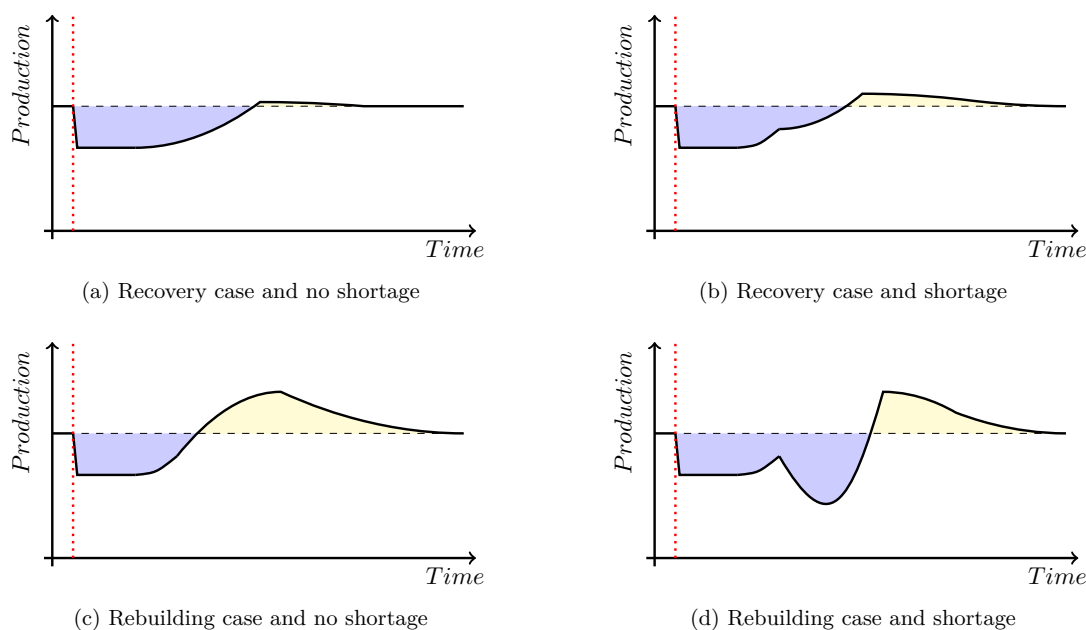 Production
Time
(a) Recovery case and no shortage
Production
Time
(b) Recovery case and shortage
Production
Time
(c) Rebuilding case and no shortage
Production
Time
(d) Rebuilding case and shortage